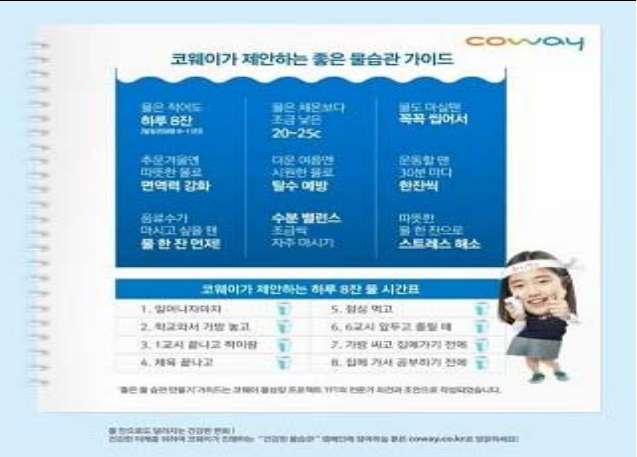 coway
코웨이가 제안하는 좋은 물습관 가이드
물은 적어도
하루 8잔
물은 체온보다
조금 낮은
20~25c
물도 마실땐
꼭꼭 씹어서
추운겨울엔
따뜻한 물로
면역력 강화
더운 여름엔
시원한 물로
탈수 예방
운동할 땐
30분 마다
한잔씩
음료수가
마시고 싶을 땐
물 한 잔 먼저!
수분 밸런스
조금씩
자주 마시기
따뜻한
물 한 잔으로
스트레스 해소
코웨이가 제안하는 하루 8잔 물 시간표
1. 일어나자마자
2. 학교와서 가방 놓고
3. 1교시 끝나고 짝이랑
4. 체육 끝나고
5. 점심 먹고
6. 6교시 앞두고 졸릴 때
7. 가방 싸고 집에가기 전에
8. 집에 가서 공부하기 전에